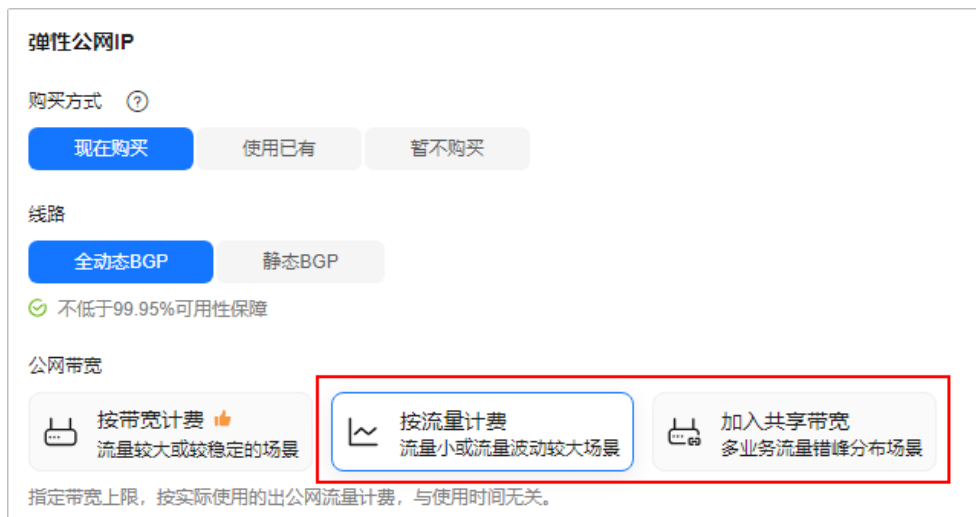 弹性公网IP
购买方式 ?
现在购买 使用已有 暂不购买
线路
全动态BGP 静态BGP
不低于99.95%可用性保障
公网带宽
按带宽计费 按流量计费 加入共享带宽
流量较大或较稳定的场景 流量小或流量波动较大场景 多业务流量错峰分布场景
指定带宽上限，按实际使用的出公网流量计费，与使用时间无关。